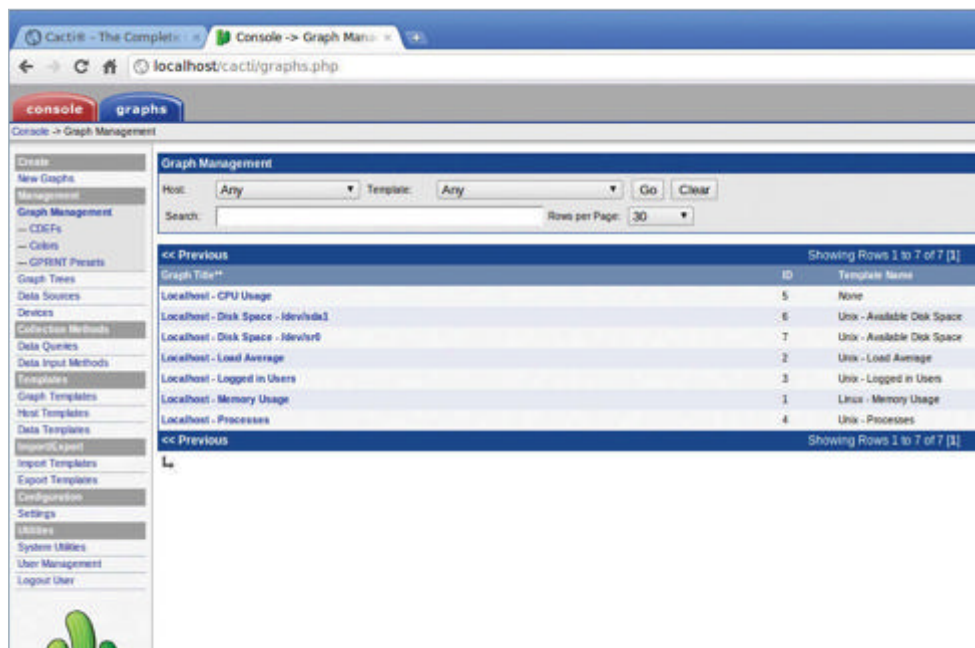 Cacti® - The Complete
Console -> Graph Mana
localhost/cacti/graphs.php
console
graphs
Console -> Graph Management
Create
New Graphs
Management
Graph Management
— CDEFs
— Colors
— GPRINT Presets
Graph Trees
Data Sources
Devices
Collection Methods
Data Queries
Data Input Methods
Templates
Graph Templates
Host Templates
Data Templates
Import/Export
Import Templates
Export Templates
Configuration
Settings
Utilities
System Utilities
User Management
Logout User
Graph Management
Host: Any Template: Any Go Clear
Search: Rows per Page: 30
<< Previous Showing Rows 1 to 7 of 7 [1]
Graph Title** ID Template Name
Localhost - CPU Usage 5 None
Localhost - Disk Space - /dev/sda1 6 Unix - Available Disk Space
Localhost - Disk Space - /dev/sr0 7 Unix - Available Disk Space
Localhost - Load Average 2 Unix - Load Average
Localhost - Logged in Users 3 Unix - Logged in Users
Localhost - Memory Usage 1 Linux - Memory Usage
Localhost - Processes 4 Unix - Processes
<< Previous Showing Rows 1 to 7 of 7 [1]